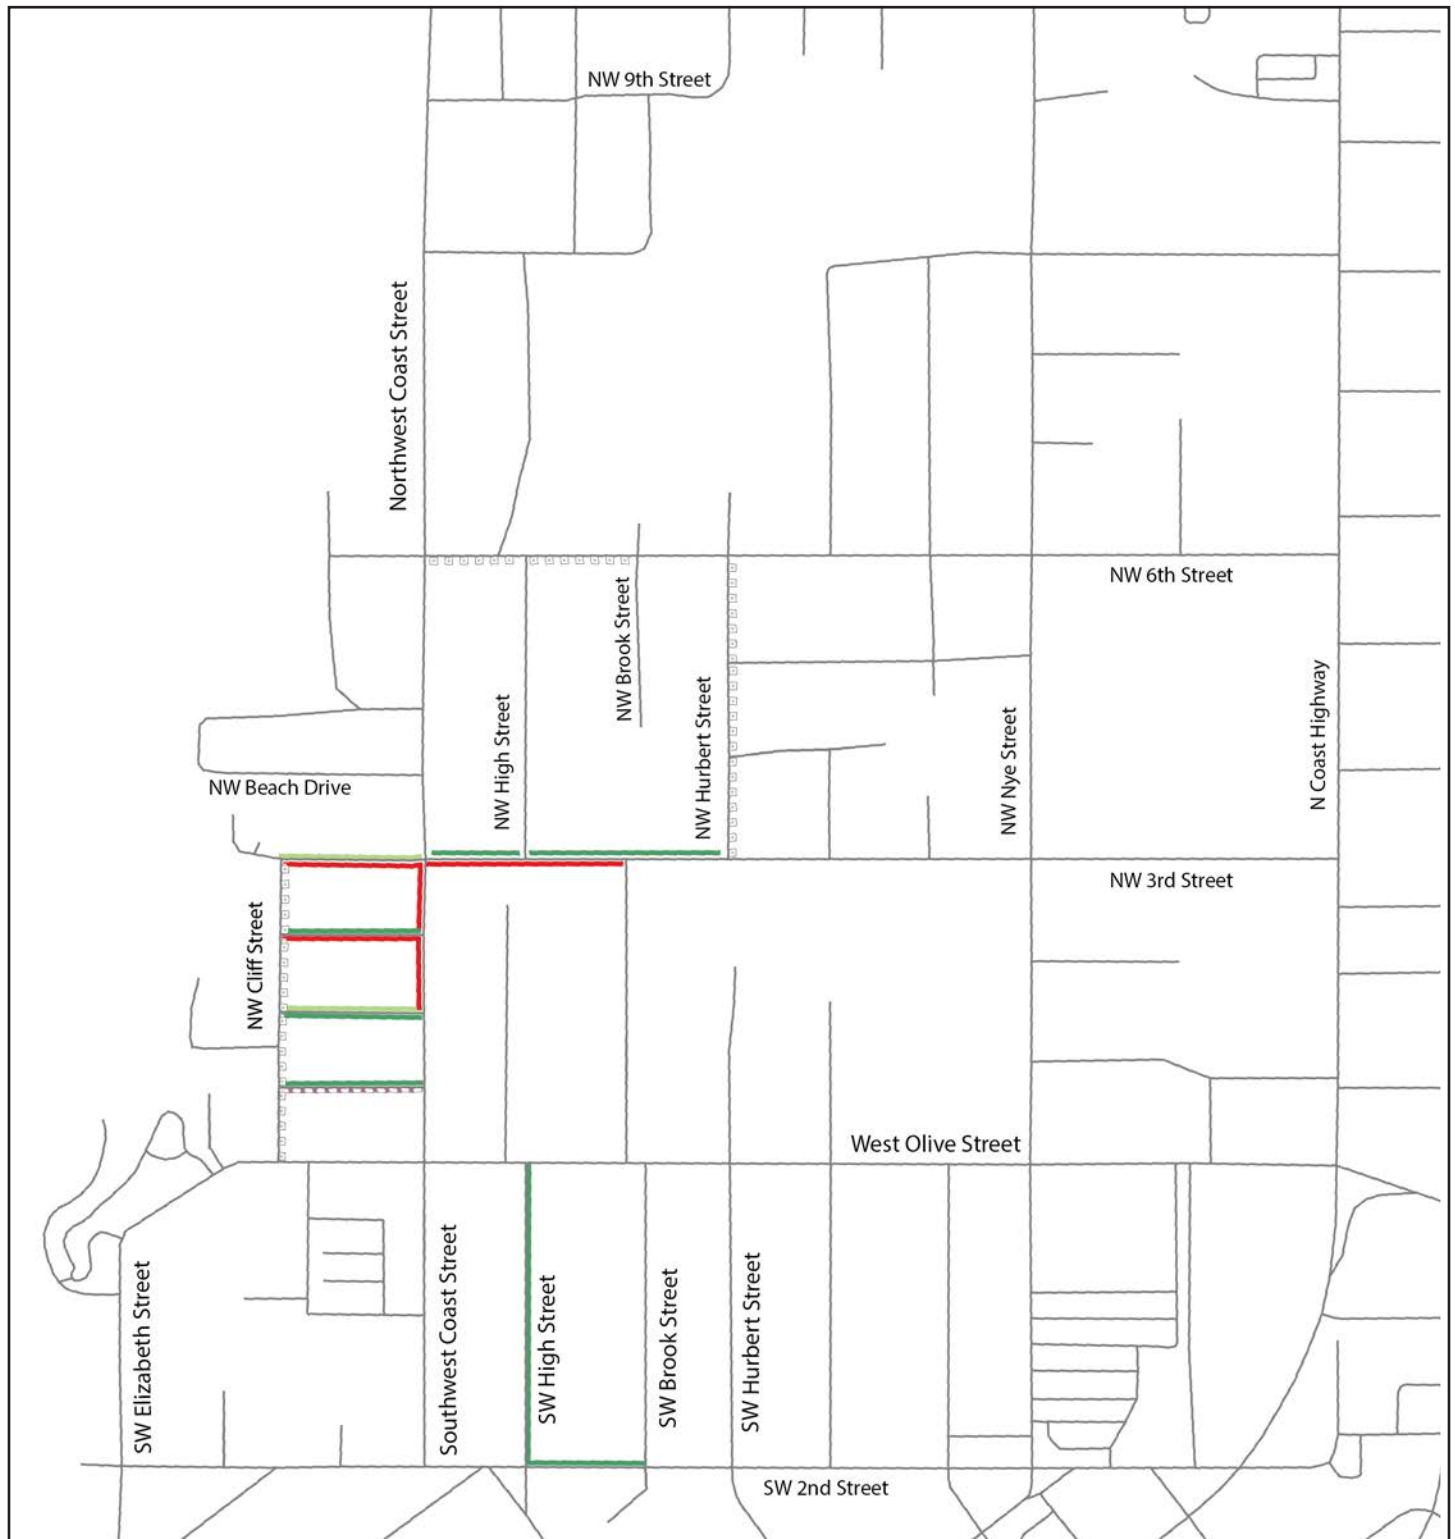 NW 9th Street
Northwest Coast Street
NW 6th Street
NW Brook Street
NW High Street
NW Hurbert Street
NW Nye Street
N Coast Highway
NW Beach Drive
NW 3rd Street
NW Cliff Street
West Olive Street
SW Elizabeth Street
Southwest Coast Street
SW High Street
SW Brook Street
SW Hurbert Street
SW 2nd Street